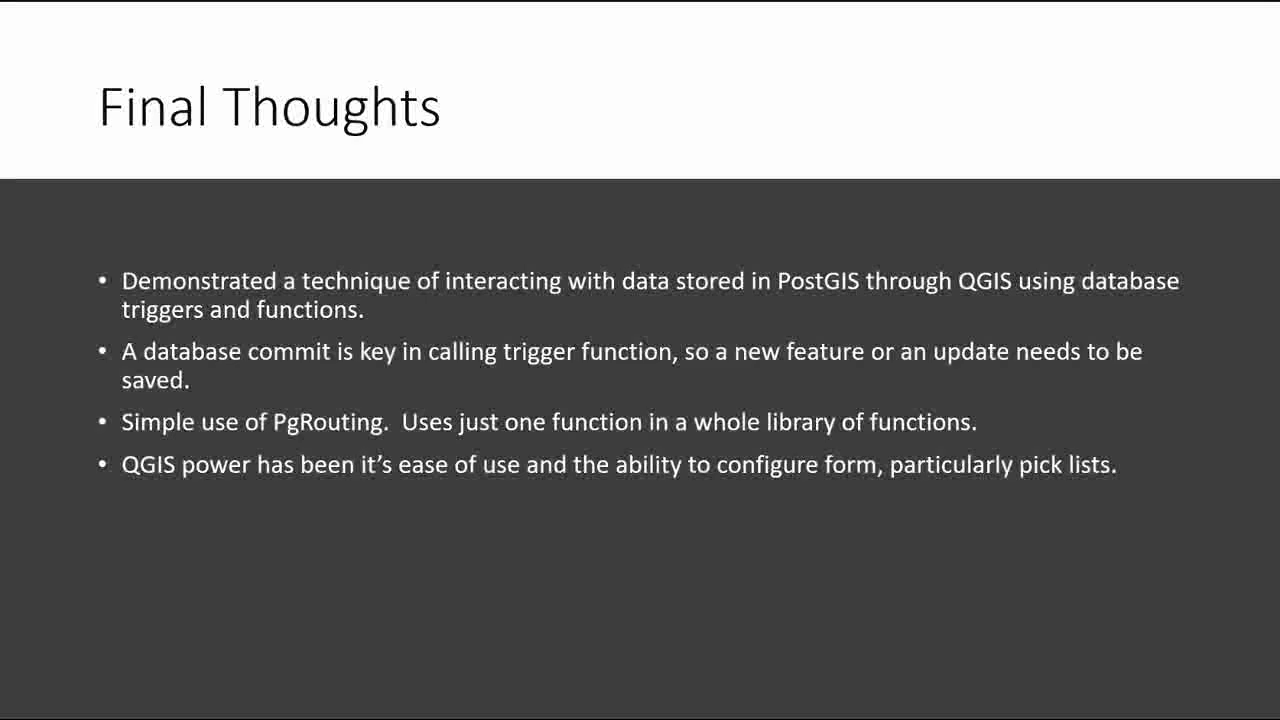 Final Thoughts
• Demonstrated a technique of interacting with data stored in PostGIS through QGIS using database
triggers and functions.
• A database commit is key in calling trigger function, so a new feature or an update needs to be
saved.
• Simple use of PgRouting.  Uses just one function in a whole library of functions.
• QGIS power has been it’s ease of use and the ability to configure form, particularly pick lists.